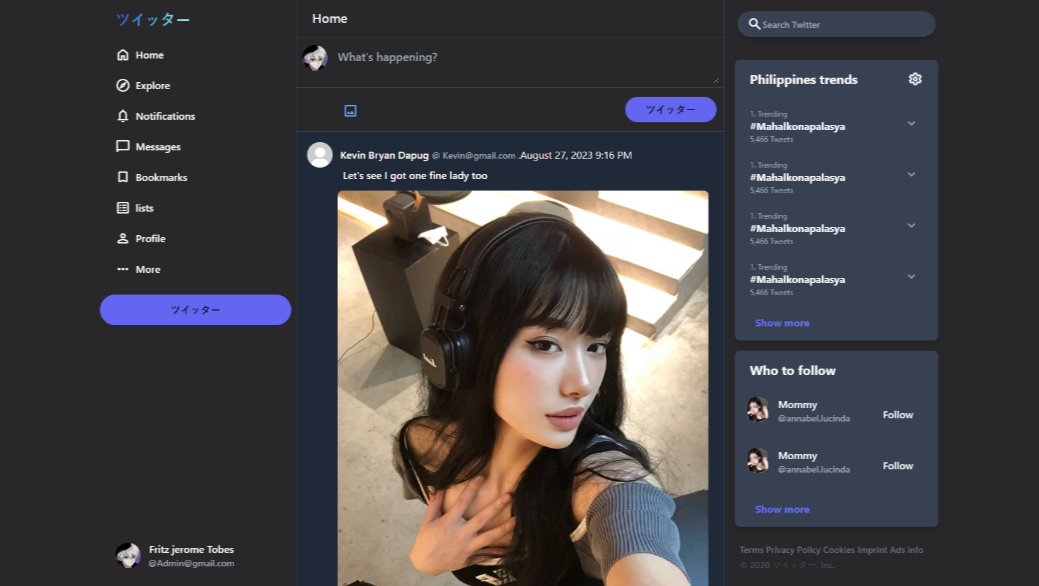 ツイッター
Home
Explore
Notifications
Messages
Bookmarks
lists
Profile
More
ツイッター
Fritz jerome Tobes
@Admin@gmail.com
Home
What's happening?
ツイッター
Kevin Bryan Dapug @ Kevin@gmail.com .August 27, 2023 9:16 PM
Let's see I got one fine lady too
Search Twitter
Philippines trends
1. Trending
#Mahalkonapalasya
5,466 Tweets
1. Trending
#Mahalkonapalasya
5,466 Tweets
1. Trending
#Mahalkonapalasya
5,466 Tweets
1. Trending
#Mahalkonapalasya
5,466 Tweets
Show more
Who to follow
Mommy
@annabel.lucinda
Follow
Mommy
@annabel.lucinda
Follow
Show more
Terms Privacy Policy Cookies Imprint Ads info
© 2020 ツイッター, Inc.